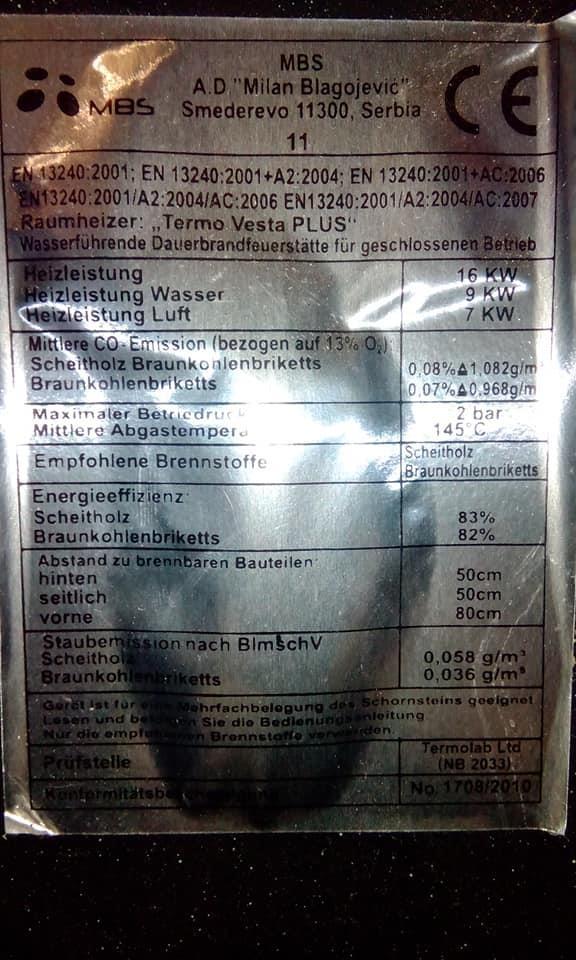 MBS
A.D "Milan Blagojević"
Smederevo 11300, Serbia
MBS
CE
11
EN 13240:2001; EN 13240:2001+A2:2004; EN 13240:2001+AC:2006
EN13240:2001/A2:2004/AC:2006 EN13240:2001/A2:2004/AC:2007
Raumheizer: „Termo Vesta PLUS“
Wasserführende Dauerbrandfeuerstätte für geschlossenen Betrieb
Heizleistung 16 KW
Heizleistung Wasser 9 KW
Heizleistung Luft 7 KW
Mittlere CO-Emission (bezogen auf 13% O₂)
Scheitholz Braunkohlenbriketts 0,08%≙1,082g/m
Braunkohlenbriketts 0,07%≙0,968g/m
Maximaler 2 bar
Mittlere 145°C
Empfohlene Brennstoffe Scheitholz
Braunkohlenbriketts
Energieeffizienz:
Scheitholz 83%
Braunkohlenbriketts 82%
Abstand zu brennbaren Bauteilen:
hinten 50cm
seitlich 50cm
vorne 80cm
Staubemission nach BImSchV
Scheitholz 0,058 g/m³
Braunkohlenbriketts 0,036 g/m³
Gerät ist für eine Mehrfachbelegung des Schornsteins geeignet
Lesen und befolgen Sie die Bedienungsanleitung
Nur die empfohlenen Brennstoffe verwenden.
Prüfstelle Termolab Ltd
(NB 2033)
No. 1708/2010